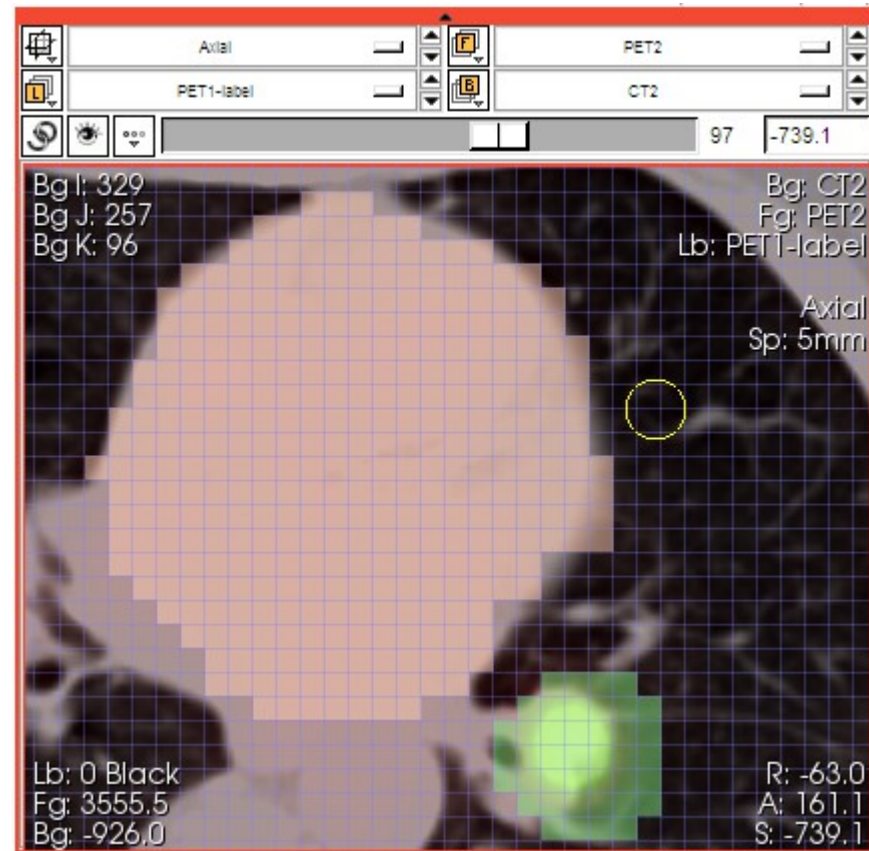 Axial
F
PET2
L
PET1-label
B
CT2
97
-739.1
Bg I: 329
Bg J: 257
Bg K: 96
Bg: CT2
Fg: PET2
Lb: PET1-label
Axial
Sp: 5mm
Lb: 0 Black
Fg: 3555.5
Bg: -926.0
R: -63.0
A: 161.1
S: -739.1